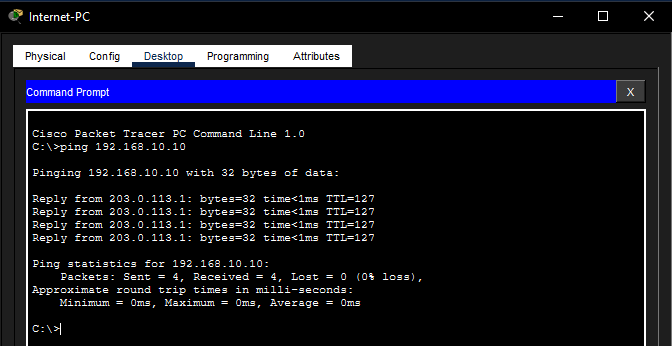 Internet-PC
Physical Config Desktop Programming Attributes
Command Prompt X
Cisco Packet Tracer PC Command Line 1.0
C:\>ping 192.168.10.10
Pinging 192.168.10.10 with 32 bytes of data:
Reply from 203.0.113.1: bytes=32 time<1ms TTL=127
Reply from 203.0.113.1: bytes=32 time<1ms TTL=127
Reply from 203.0.113.1: bytes=32 time<1ms TTL=127
Reply from 203.0.113.1: bytes=32 time<1ms TTL=127
Ping statistics for 192.168.10.10:
Packets: Sent = 4, Received = 4, Lost = 0 (0% loss),
Approximate round trip times in milli-seconds:
Minimum = 0ms, Maximum = 0ms, Average = 0ms
C:\>